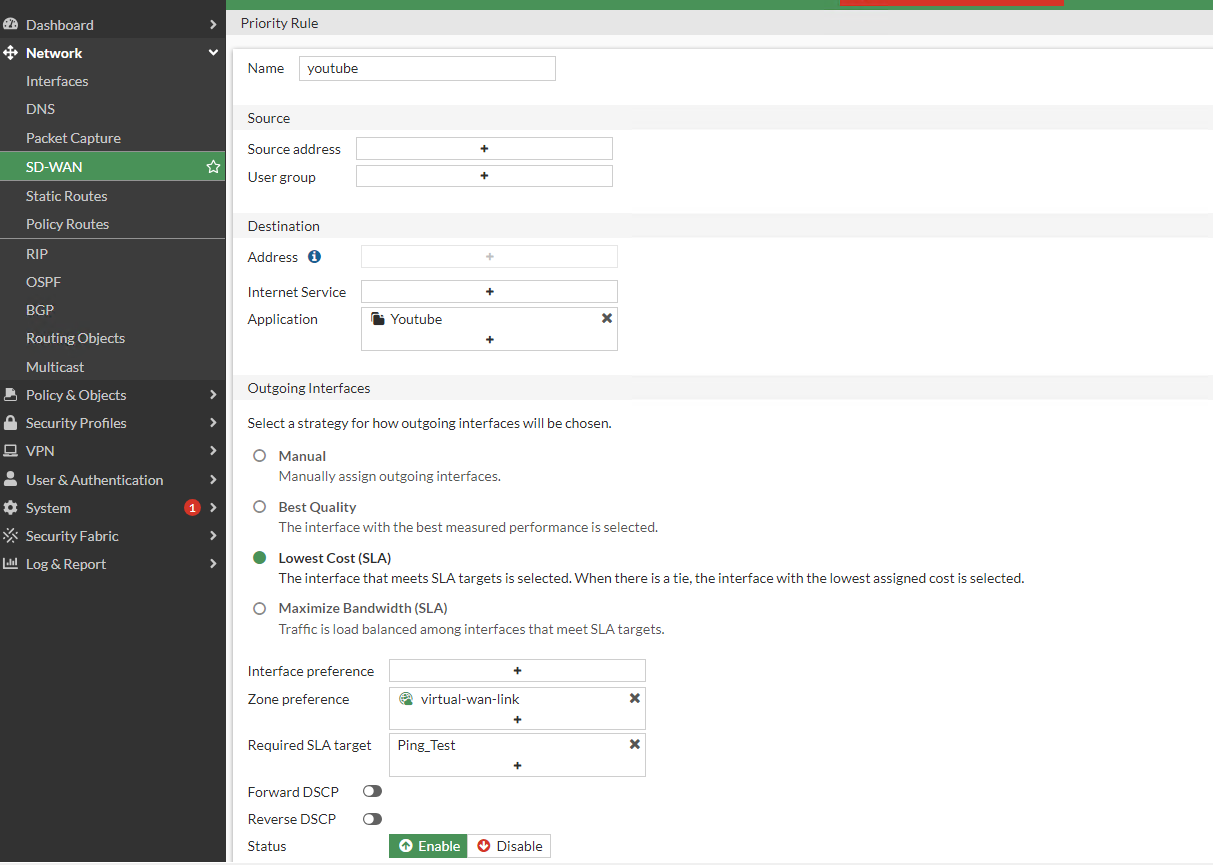 Dashboard
Network
Interfaces
DNS
Packet Capture
SD-WAN
Static Routes
Policy Routes
RIP
OSPF
BGP
Routing Objects
Multicast
Policy & Objects
Security Profiles
VPN
User & Authentication
System 1
Security Fabric
Log & Report
Priority Rule
Name youtube
Source
Source address +
User group +
Destination
Address +
Internet Service +
Application Youtube
+
Outgoing Interfaces
Select a strategy for how outgoing interfaces will be chosen.
Manual
Manually assign outgoing interfaces.
Best Quality
The interface with the best measured performance is selected.
Lowest Cost (SLA)
The interface that meets SLA targets is selected. When there is a tie, the interface with the lowest assigned cost is selected.
Maximize Bandwidth (SLA)
Traffic is load balanced among interfaces that meet SLA targets.
Interface preference +
Zone preference virtual-wan-link
+
Required SLA target Ping_Test
+
Forward DSCP
Reverse DSCP
Status Enable Disable